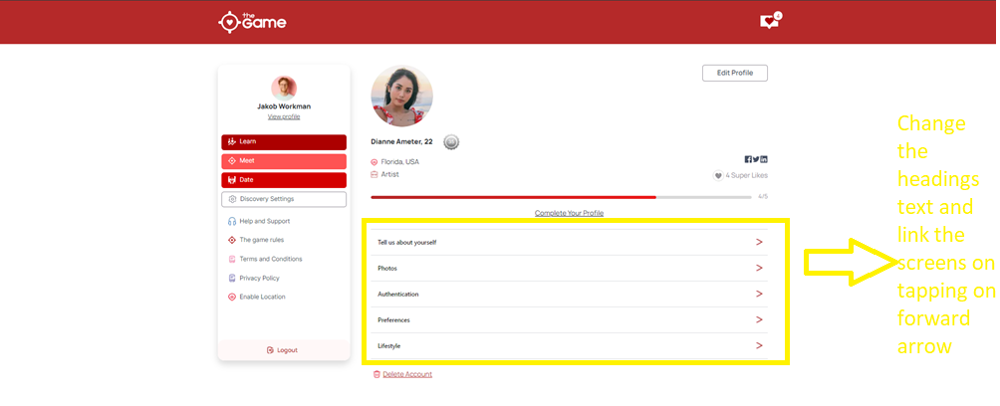 the
Game
2
Jakob Workman
View profile
Learn
Meet
Date
Discovery Settings
Help and Support
The game rules
Terms and Conditions
Privacy Policy
Enable Location
Logout
Edit Profile
Dianne Ameter, 22
Florida, USA
Artist
4 Super Likes
4/5
Complete Your Profile
Tell us about yourself
Photos
Authentication
Preferences
Lifestyle
Delete Account
Change
the
headings
text and
link the
screens on
tapping on
forward
arrow